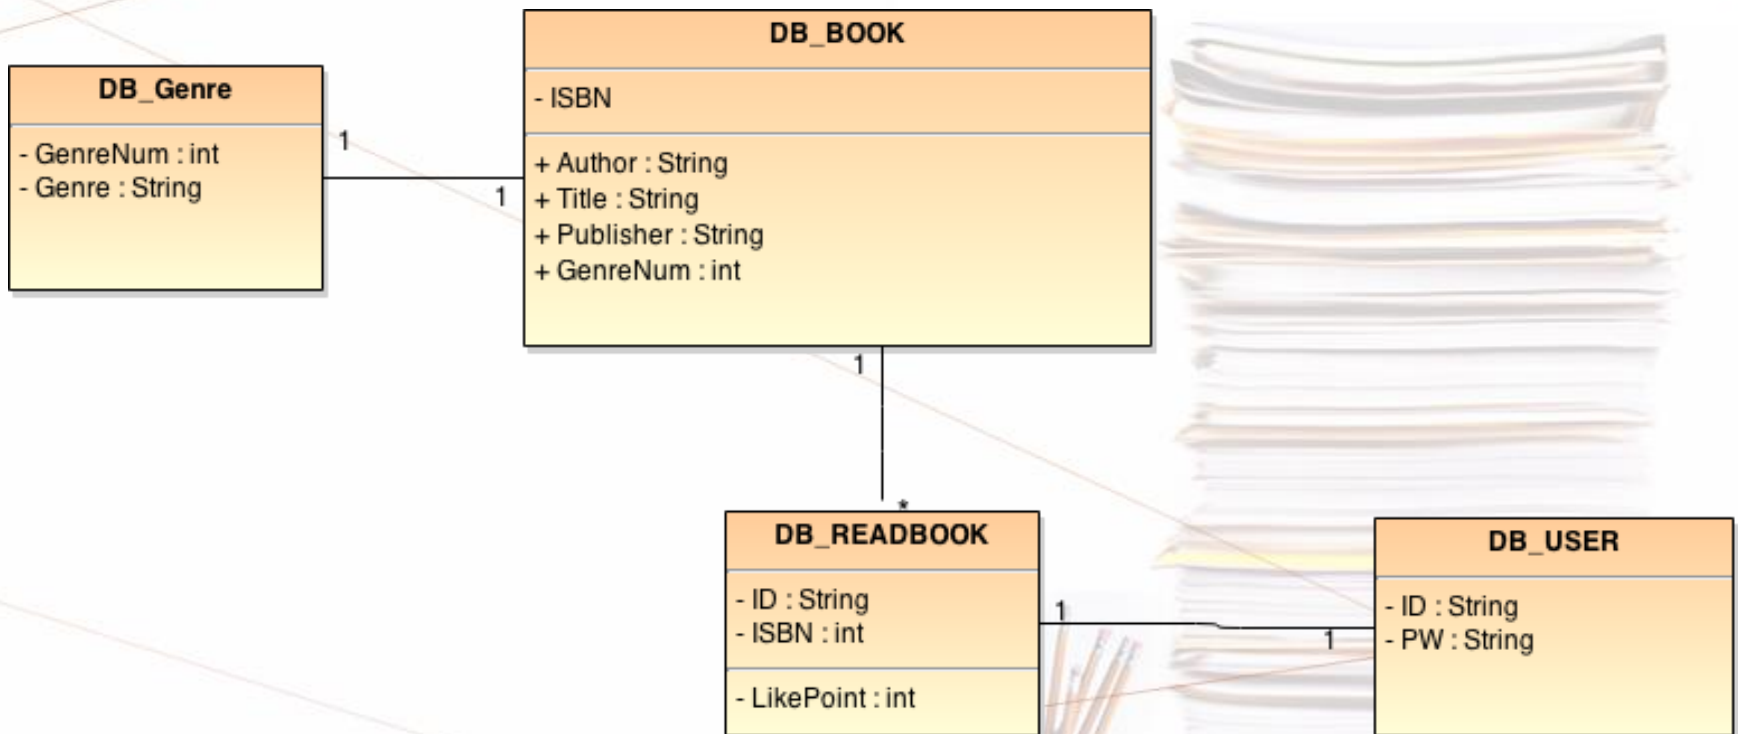 DB_Genre
- GenreNum : int
- Genre : String
1
1
DB_BOOK
- ISBN
+ Author : String
+ Title : String
+ Publisher : String
+ GenreNum : int
1
*
DB_READBOOK
- ID : String
- ISBN : int
- LikePoint : int
1
1
DB_USER
- ID : String
- PW : String